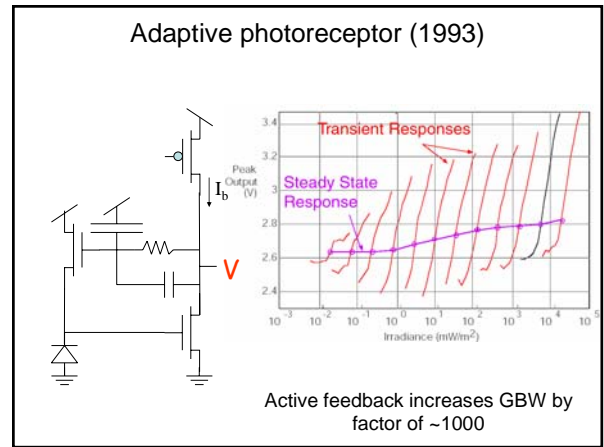 Adaptive photoreceptor (1993)
I_b
V
3.4
3.2
Peak
Output
(V)
3.0
2.8
2.6
2.4
Transient Responses
Steady State
Response
10^-3 10^-2 10^-1 10^0 10^1 10^2 10^3 10^4 10^5
Irradiance (mW/m^2)
Active feedback increases GBW by
factor of ~1000